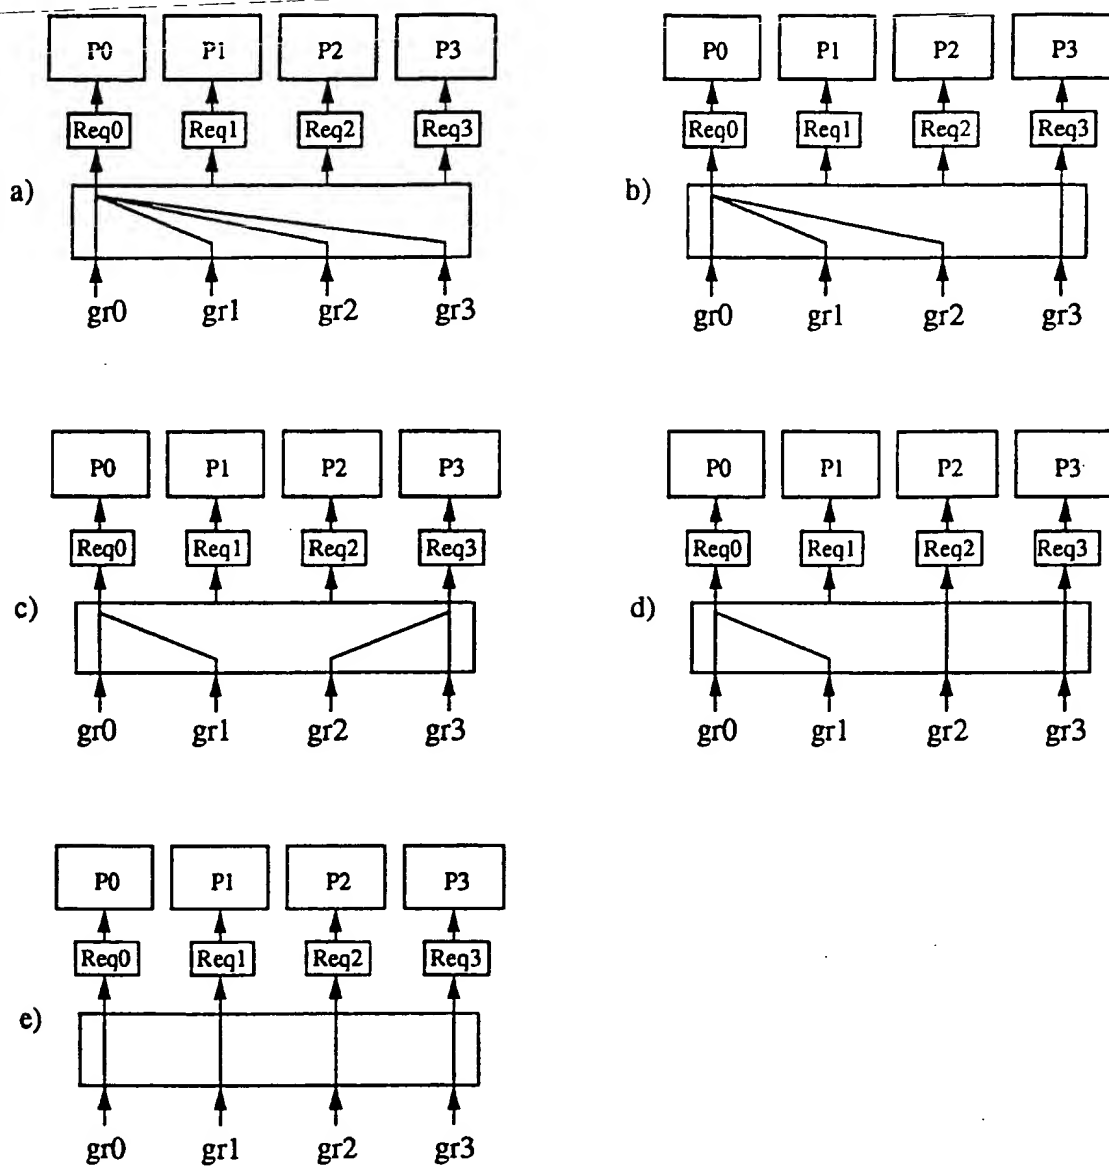 P0 P1 P2 P3
Req0 Req1 Req2 Req3
a)
gr0 gr1 gr2 gr3
P0 P1 P2 P3
Req0 Req1 Req2 Req3
b)
gr0 gr1 gr2 gr3
P0 P1 P2 P3
Req0 Req1 Req2 Req3
c)
gr0 gr1 gr2 gr3
P0 P1 P2 P3
Req0 Req1 Req2 Req3
d)
gr0 gr1 gr2 gr3
P0 P1 P2 P3
Req0 Req1 Req2 Req3
e)
gr0 gr1 gr2 gr3